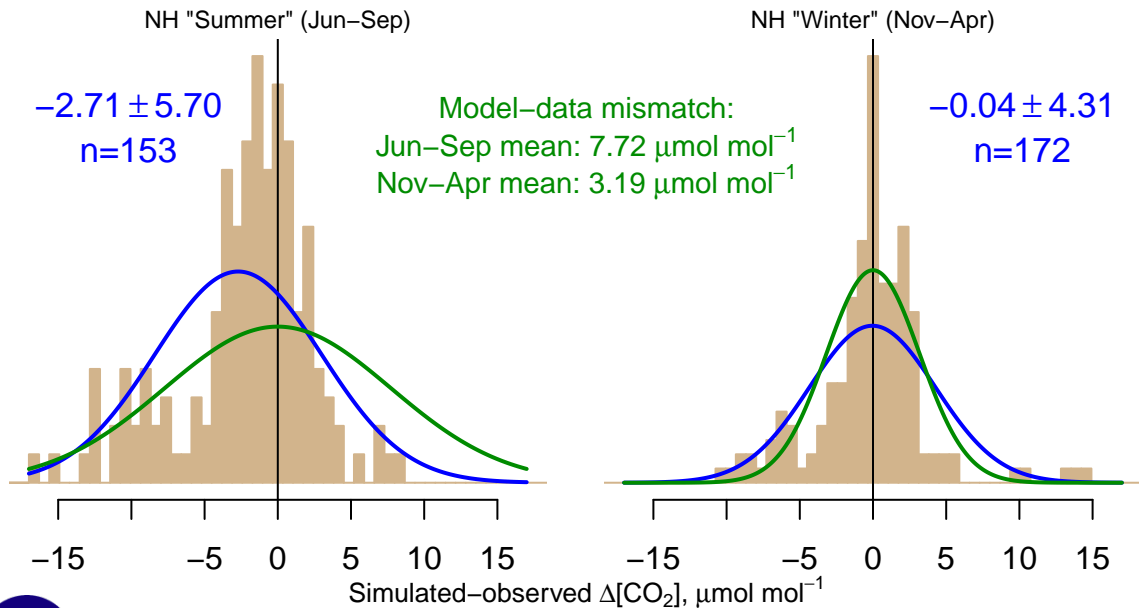 NH "Summer" (Jun−Sep)
NH "Winter" (Nov−Apr)
−2.71 ± 5.70
n=153
Model−data mismatch:
Jun−Sep mean: 7.72 μmol mol⁻¹
Nov−Apr mean: 3.19 μmol mol⁻¹
−0.04 ± 4.31
n=172
−15 −5 0 5 10 15
−15 −5 0 5 10 15
Simulated−observed Δ[CO₂], μmol mol⁻¹